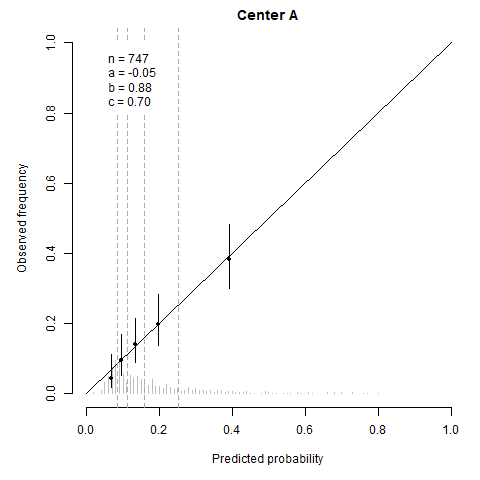 Center A
n = 747
a = -0.05
b = 0.88
c = 0.70
Observed frequency
1.0
0.8
0.6
0.4
0.2
0.0
0.0 0.2 0.4 0.6 0.8 1.0
Predicted probability